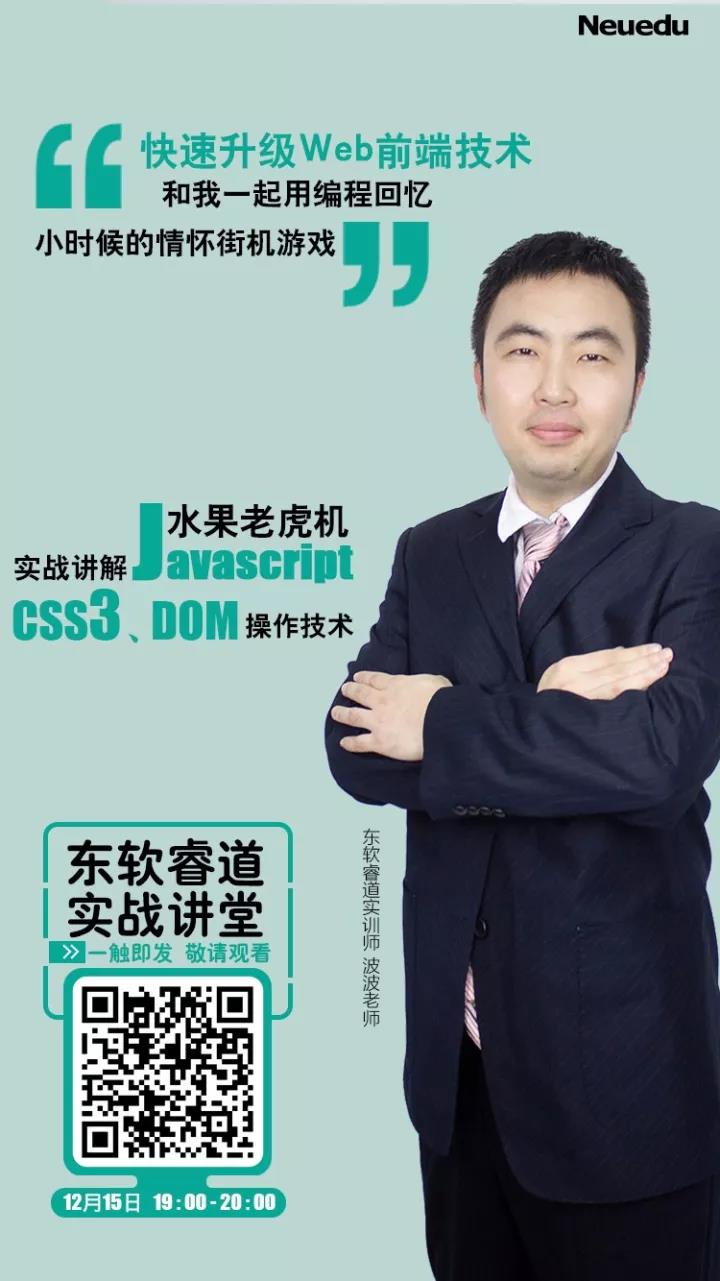 Neuedu
快速升级Web前端技术
和我一起用编程回忆
小时候的情怀街机游戏
水果老虎机
实战讲解Javascript
CSS3、DOM操作技术
东软睿道实训师 波波老师
东软睿道
实战讲堂
一触即发 敬请观看
12月15日 19:00-20:00